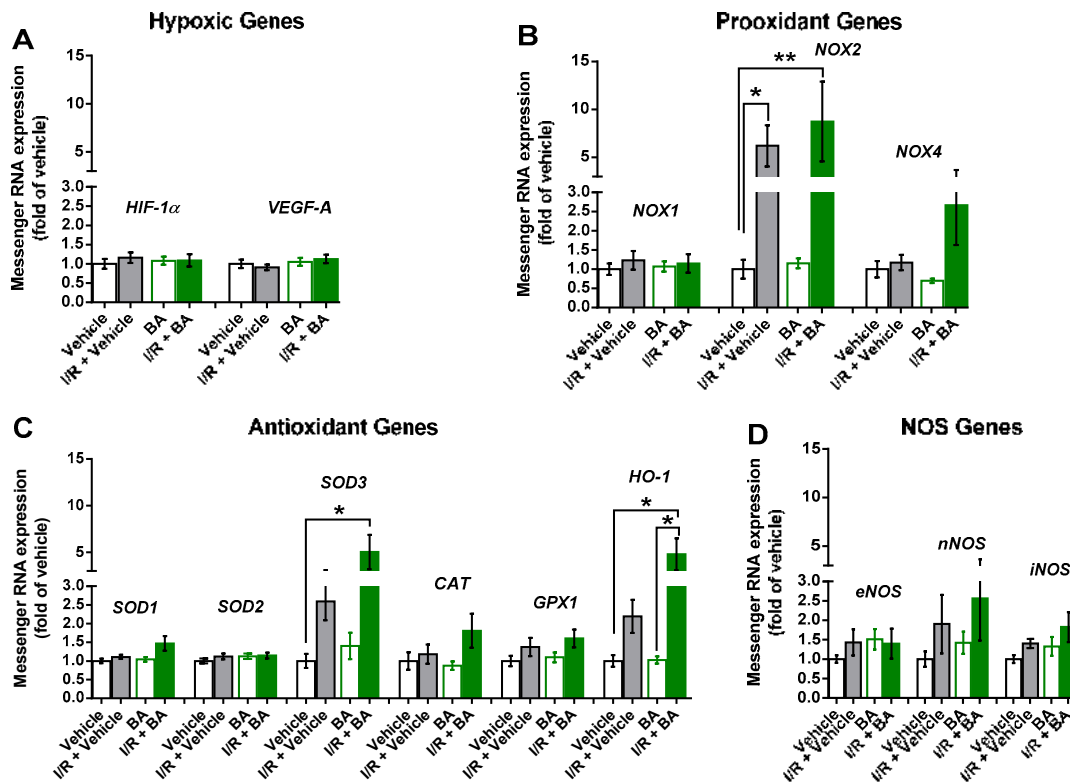 A
Hypoxic Genes
Messenger RNA expression
(fold of vehicle)
15
10
5
3.0
2.5
2.0
1.5
1.0
0.5
0.0
HIF-1α
VEGF-A
Vehicle
I/R + Vehicle
BA
I/R + BA
Vehicle
I/R + Vehicle
BA
I/R + BA
B
Prooxidant Genes
Messenger RNA expression
(fold of vehicle)
15
10
5
3.0
2.5
2.0
1.5
1.0
0.5
0.0
NOX1
**
*
NOX2
NOX4
Vehicle
I/R + Vehicle
BA
I/R + BA
Vehicle
I/R + Vehicle
BA
I/R + BA
Vehicle
I/R + Vehicle
BA
I/R + BA
C
Antioxidant Genes
Messenger RNA expression
(fold of vehicle)
15
10
5
3.0
2.5
2.0
1.5
1.0
0.5
0.0
SOD1
SOD2
SOD3
*
CAT
GPX1
HO-1
*
*
Vehicle
I/R + Vehicle
BA
I/R + BA
Vehicle
I/R + Vehicle
BA
I/R + BA
Vehicle
I/R + Vehicle
BA
I/R + BA
Vehicle
I/R + Vehicle
BA
I/R + BA
Vehicle
I/R + Vehicle
BA
I/R + BA
Vehicle
I/R + Vehicle
BA
I/R + BA
D
NOS Genes
Messenger RNA expression
(fold of vehicle)
15
10
5
3.0
2.5
2.0
1.5
1.0
0.5
0.0
eNOS
nNOS
iNOS
Vehicle
I/R + Vehicle
BA
I/R + BA
Vehicle
I/R + Vehicle
BA
I/R + BA
Vehicle
I/R + Vehicle
BA
I/R + BA